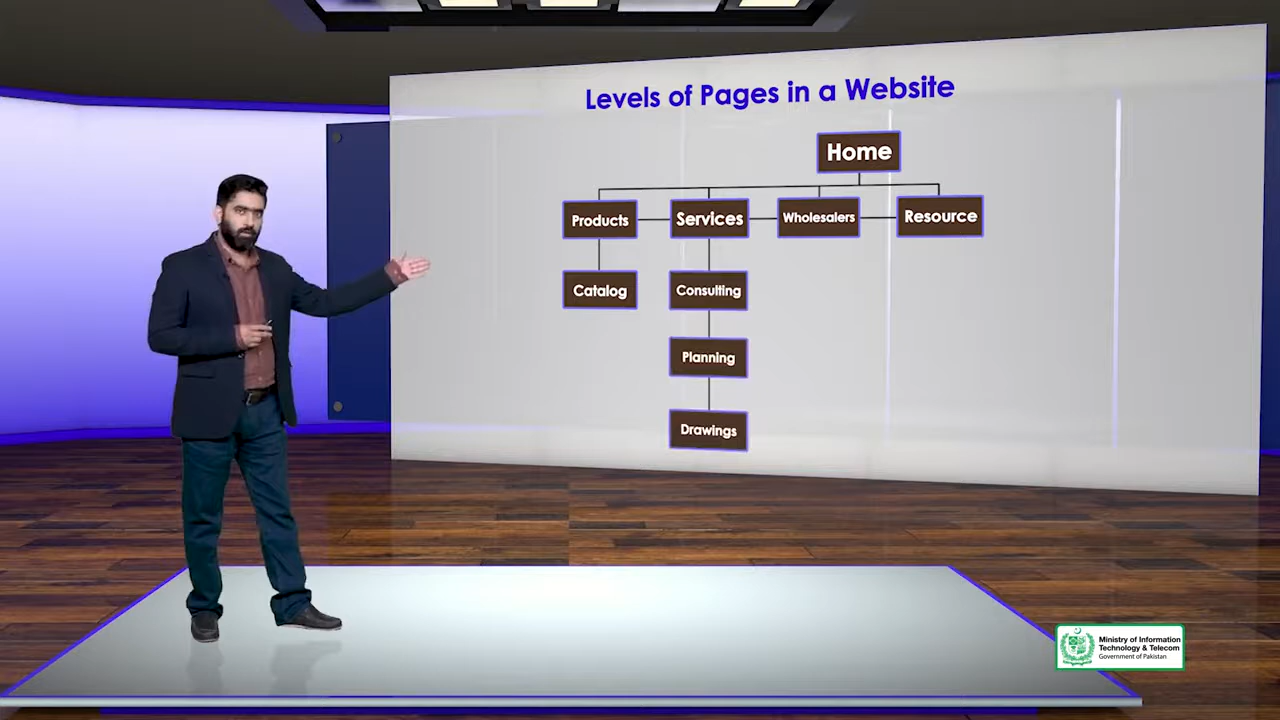 Levels of Pages in a Website
Home
Products
Services
Wholesalers
Resource
Catalog
Consulting
Planning
Drawings
Ministry of Information
Technology & Telecom
Government of Pakistan